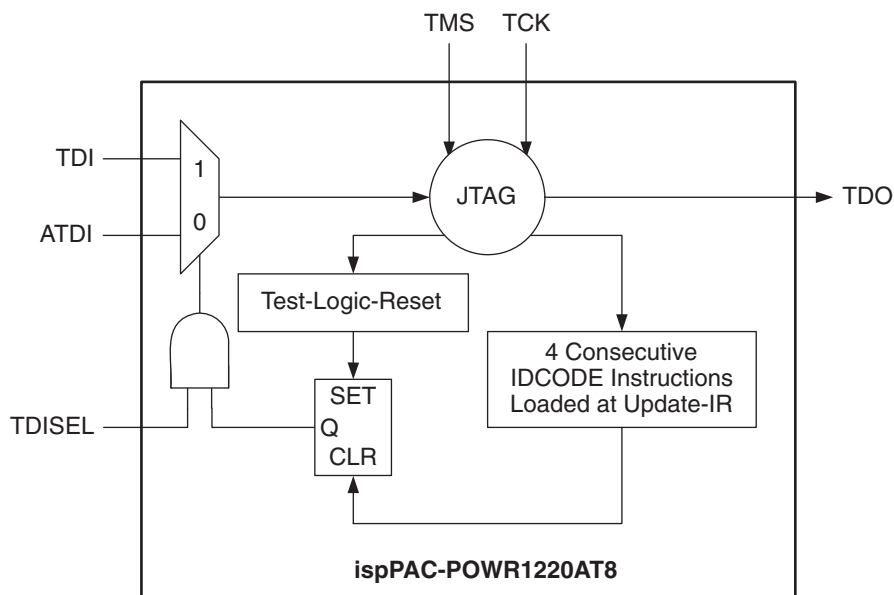 TMS TCK
TDI
1
JTAG
TDO
ATDI
0
Test-Logic-Reset
4 Consecutive
IDCODE Instructions
Loaded at Update-IR
SET
TDISEL
Q
CLR
ispPAC-POWR1220AT8